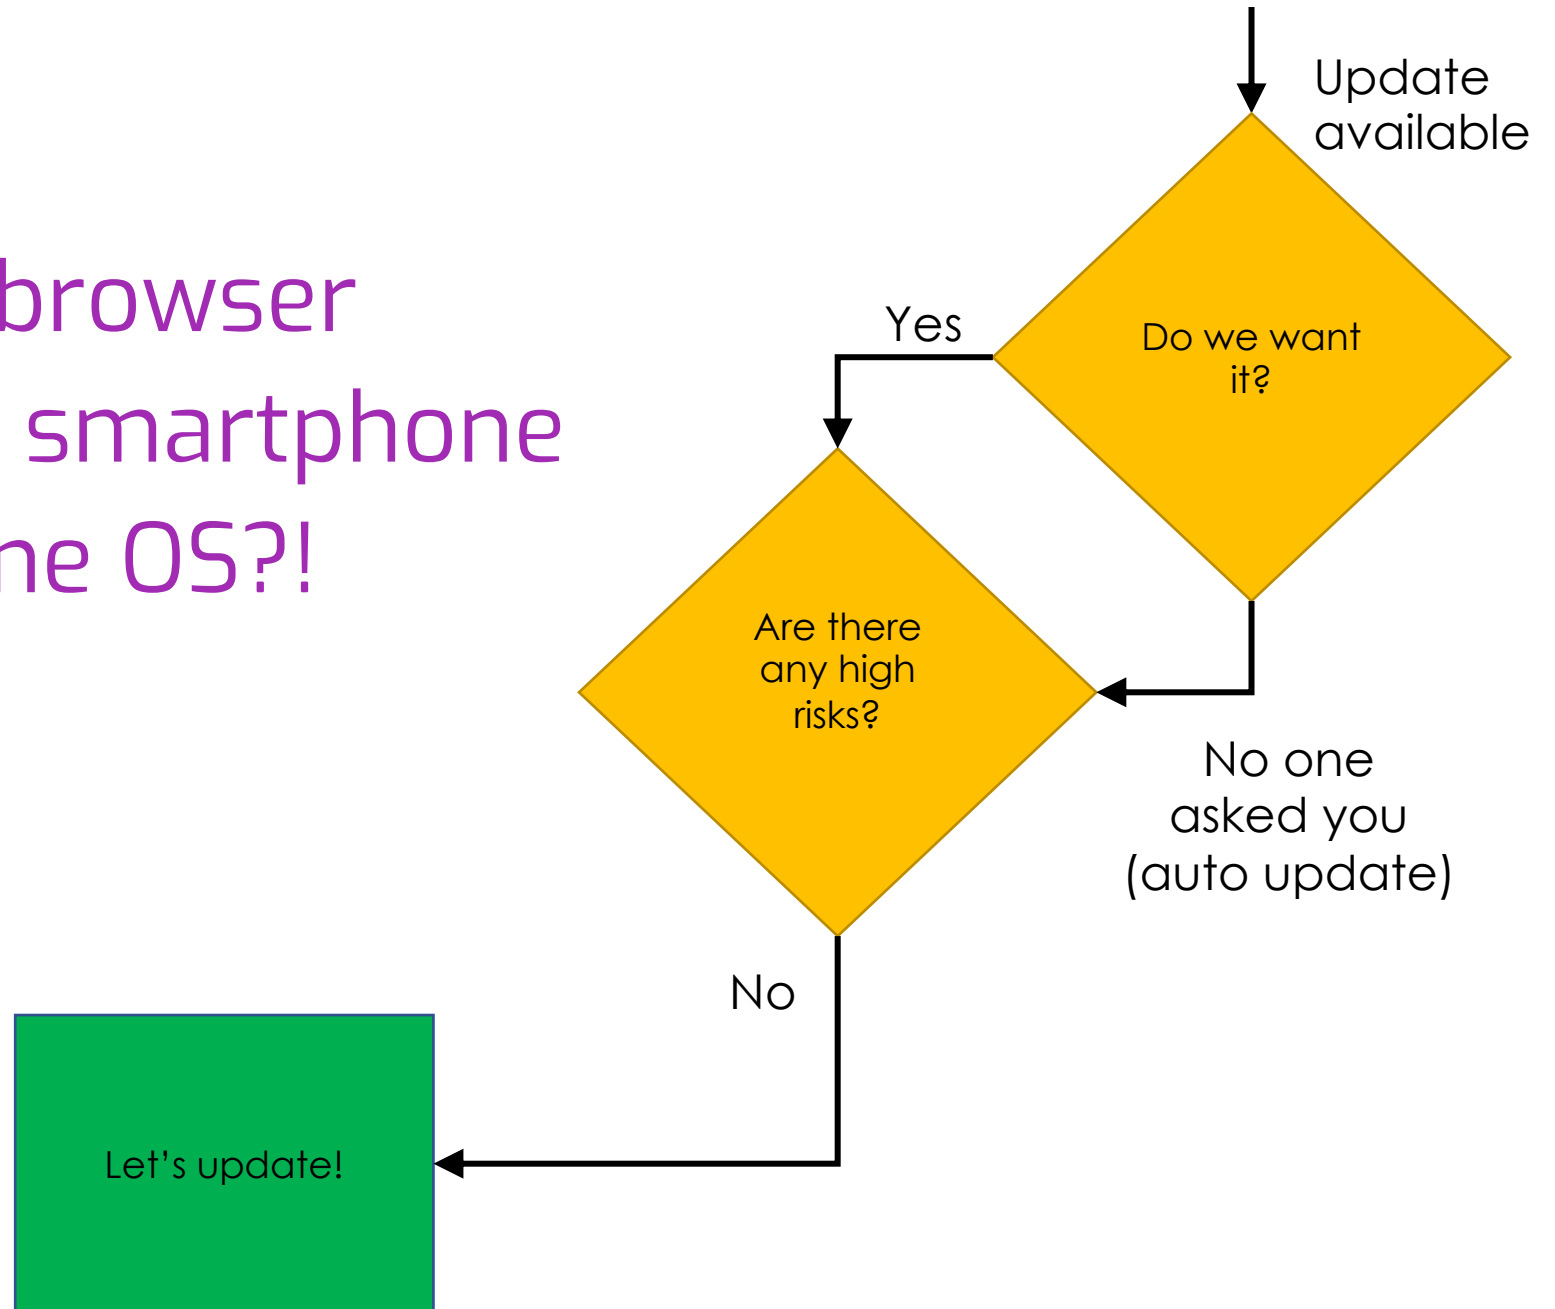 Update
available
browser
smartphone
OS?!
Yes
Do we want
it?
Are there
any high
risks?
No one
asked you
(auto update)
No
Let’s update!